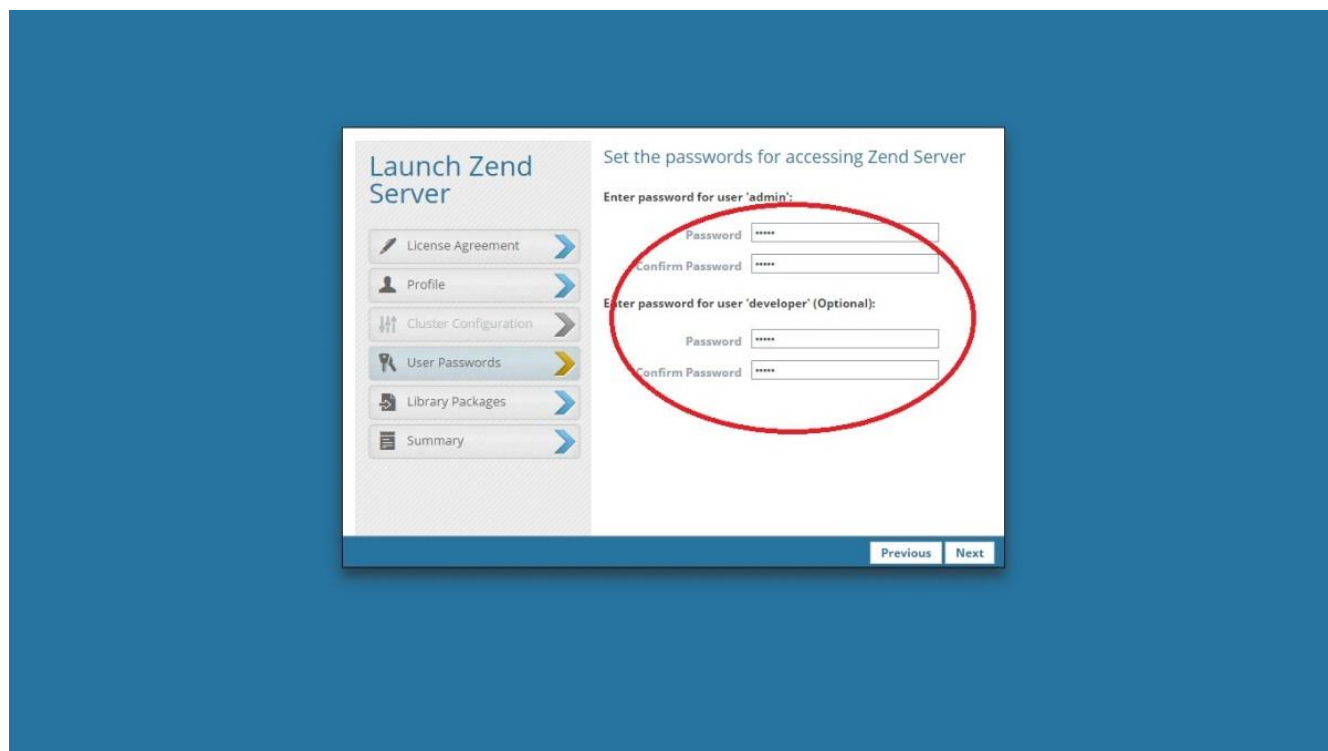 Launch Zend
Server
License Agreement
Profile
Cluster Configuration
User Passwords
Library Packages
Summary
Set the passwords for accessing Zend Server
Enter password for user 'admin':
Password •••••
Confirm Password •••••
Enter password for user 'developer' (Optional):
Password •••••
Confirm Password •••••
Previous Next